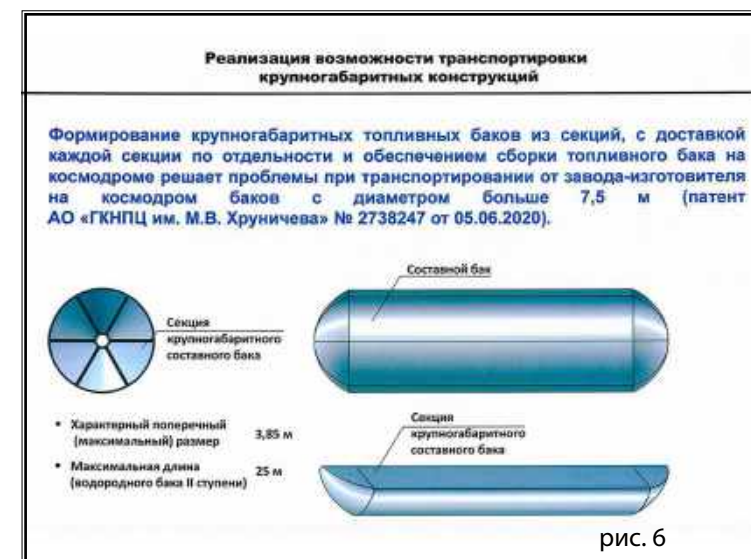 Реализация возможности транспортировки
крупногабаритных конструкций
Формирование крупногабаритных топливных баков из секций, с доставкой
каждой секции по отдельности и обеспечением сборки топливного бака на
космодроме решает проблемы при транспортировании от завода-изготовителя
на космодром баков с диаметром больше 7,5 м (патент
АО «ГКНПЦ им. М.В. Хруничева» № 2738247 от 05.06.2020).
Составной бак
Секция
крупногабаритного
составного бака
• Характерный поперечный
(максимальный) размер 3,85 м
• Максимальная длина
(водородного бака II ступени) 25 м
Секция
крупногабаритного
составного бака
рис. 6